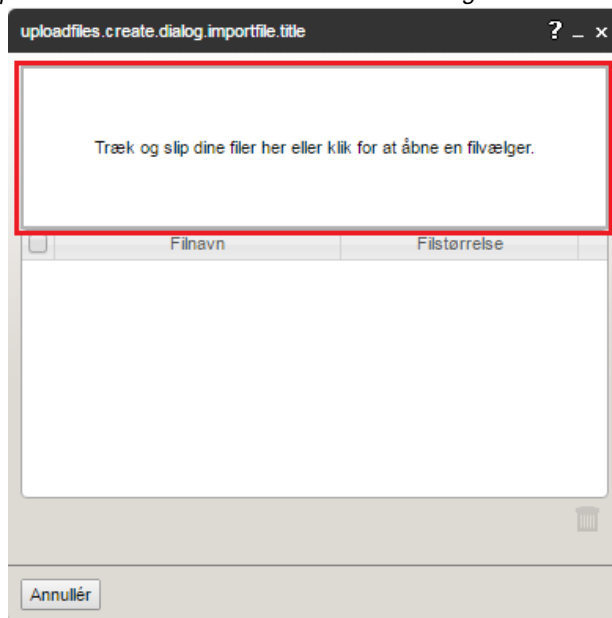 uploadfiles.create.dialog.importfile.title ? _ x
Træk og slip dine filer her eller klik for at åbne en filvælger.
Filnavn Filstørrelse
Annullér